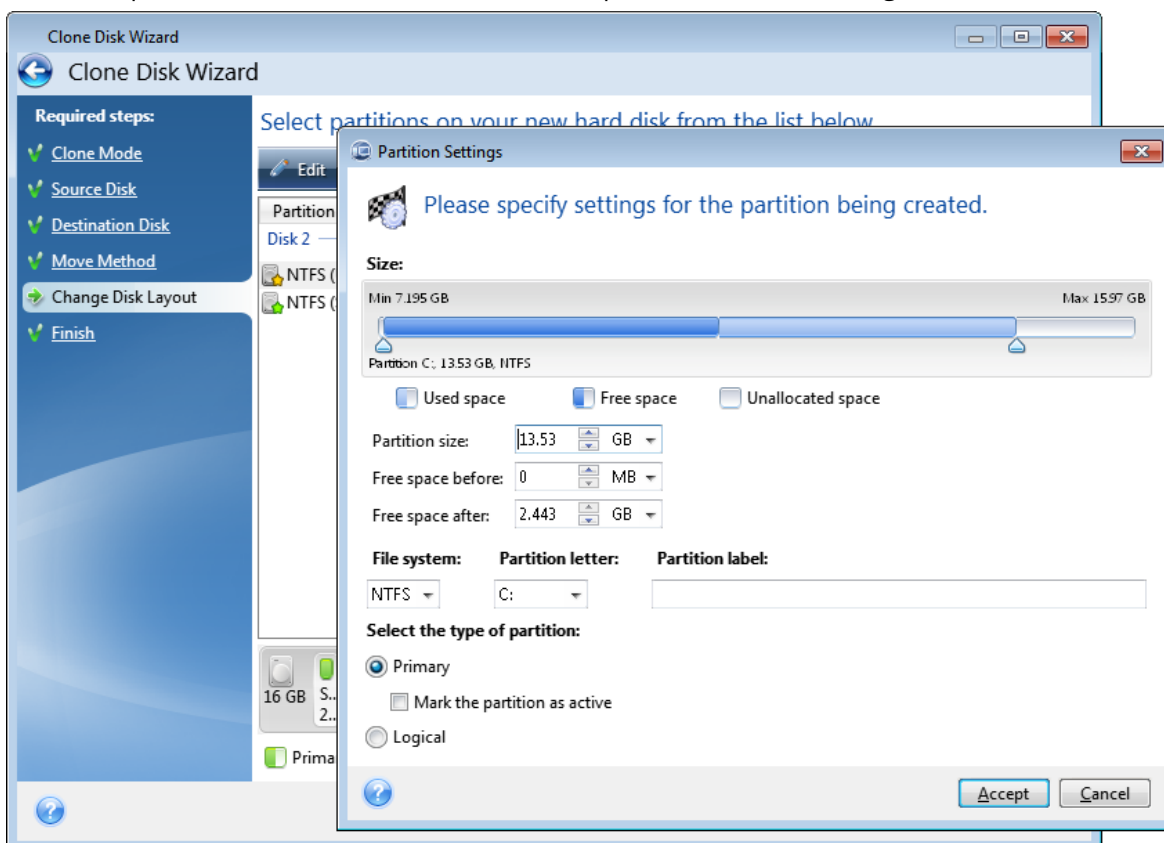 Clone Disk Wizard
Clone Disk Wizard
Required steps:
Clone Mode
Source Disk
Destination Disk
Move Method
Change Disk Layout
Finish
Select partitions on your new hard disk from the list below
Edit
Partition
Disk 2
NTFS (
NTFS (
16 GB S..
2..
Prima
Partition Settings
Please specify settings for the partition being created.
Size:
Min 7.195 GB Max 15.97 GB
Partition C:, 13.53 GB, NTFS
Used space Free space Unallocated space
Partition size: 13.53 GB
Free space before: 0 MB
Free space after: 2.443 GB
File system: Partition letter: Partition label:
NTFS C:
Select the type of partition:
Primary
Mark the partition as active
Logical
Accept Cancel